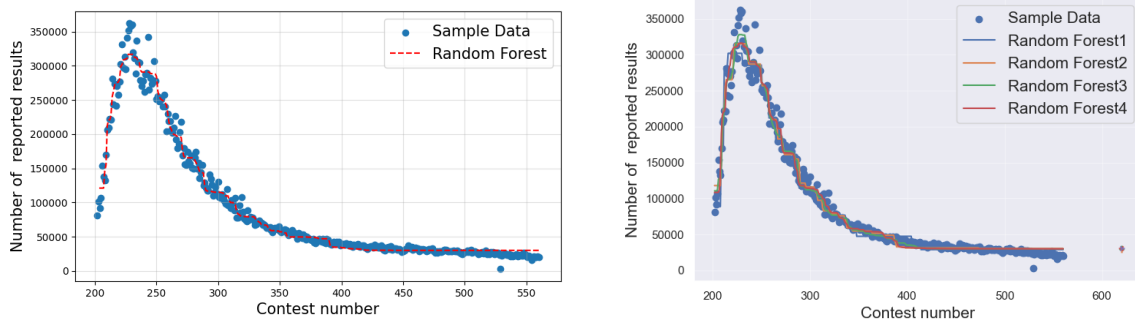 350000
300000
250000
200000
150000
100000
50000
0
200
250
300
350
400
450
500
550
Number of  reported results
Contest number
Sample Data
Random Forest
350000
300000
250000
200000
150000
100000
50000
0
200
300
400
500
600
Number of  reported results
Contest number
Sample Data
Random Forest1
Random Forest2
Random Forest3
Random Forest4